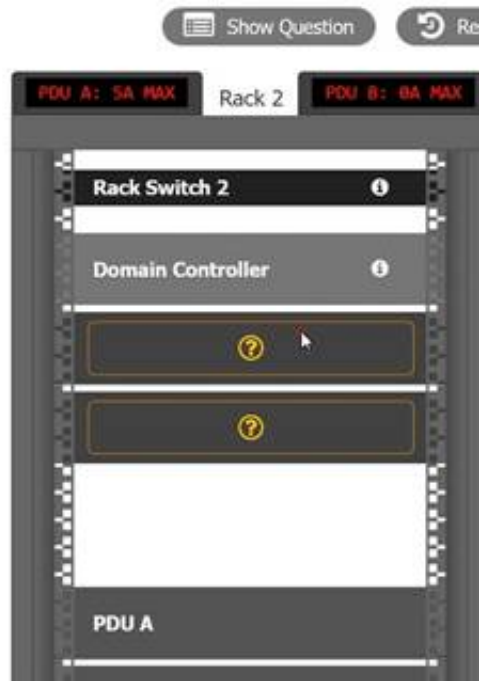 Show Question
PDU A: 5A MAX
Rack 2
PDU B: 0A MAX
Rack Switch 2
Domain Controller
?
?
PDU A